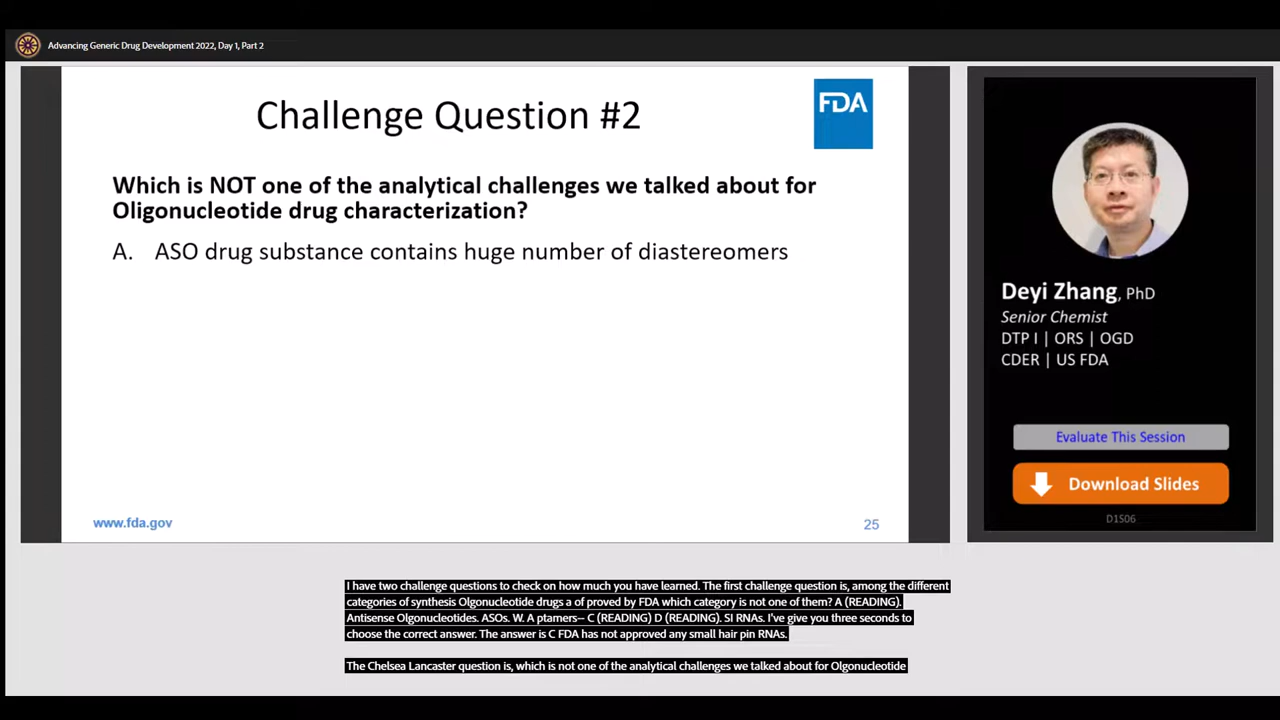 Advancing Generic Drug Development 2022, Day 1, Part 2
Challenge Question #2
FDA
Which is NOT one of the analytical challenges we talked about for
Oligonucleotide drug characterization?
A. ASO drug substance contains huge number of diastereomers
www.fda.gov
25
Deyi Zhang, PhD
Senior Chemist
DTP I | ORS | OGD
CDER | US FDA
Evaluate This Session
Download Slides
D1S06
I have two challenge questions to check on how much you have learned. The first challenge question is, among the different
categories of synthesis Olgonucleotide drugs a of proved by FDA which category is not one of them? A (READING).
Antisense Olgonucleotides. ASOs. W. A ptamers-- C (READING) D (READING). SI RNAs. I've give you three seconds to
choose the correct answer. The answer is C FDA has not approved any small hair pin RNAs.
The Chelsea Lancaster question is, which is not one of the analytical challenges we talked about for Olgonucleotide